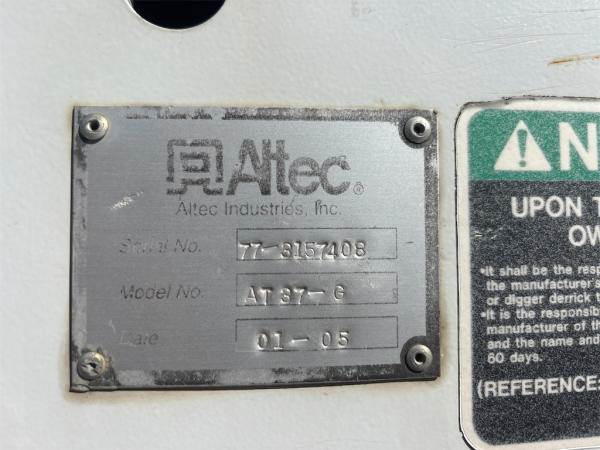 Altec®
Altec Industries, Inc.
Serial No. 77-3157408
Model No. AT37-G
Date 01-05
N
UPON T
OW
•It shall be the resp
the manufacturer's
or digger derrick t
•It is the responsib
manufacturer of th
and the name and
60 days.
(REFERENCE: